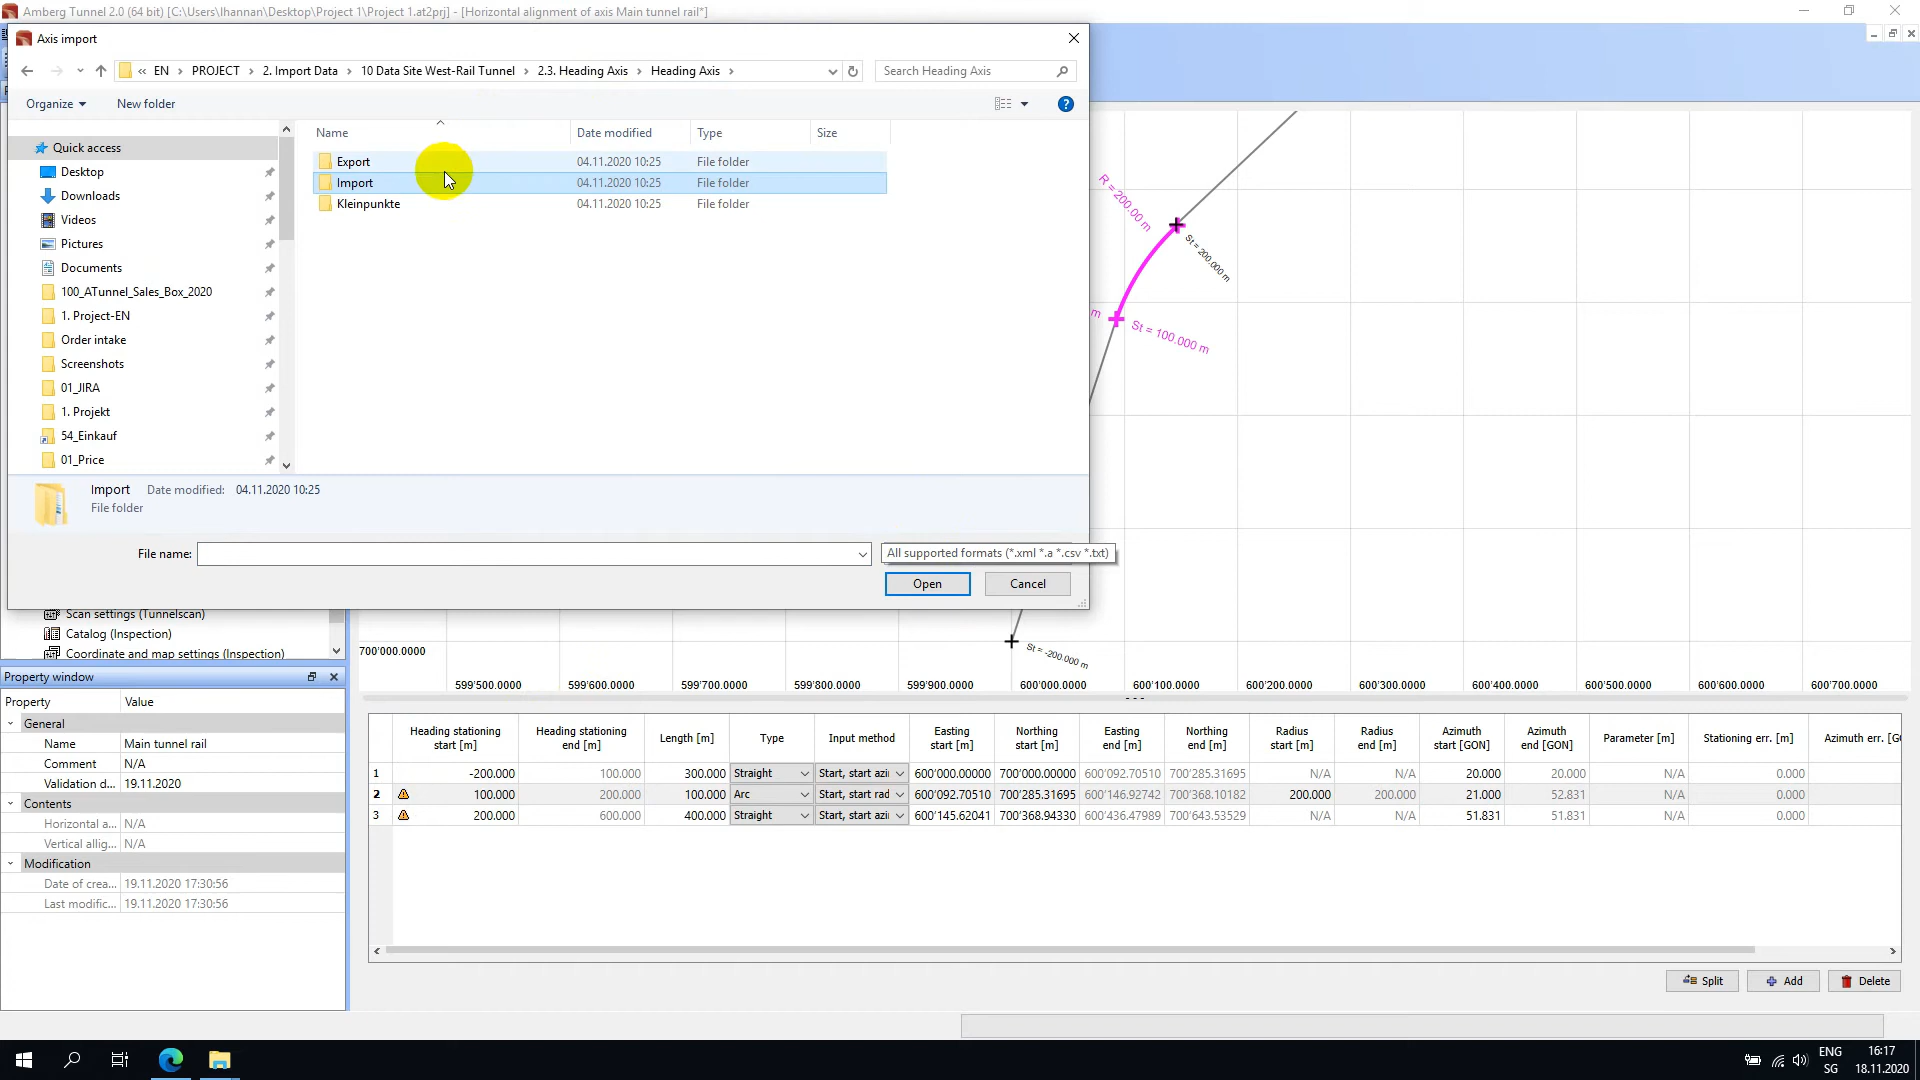 Amberg Tunnel 2.0 (64 bit) [C:\Users\lhannan\Desktop\Project 1\Project 1.at2prj] - [Horizontal alignment of axis Main tunnel rail*]
Axis import
« EN > PROJECT > 2. Import Data > 10 Data Site West-Rail Tunnel > 2.3. Heading Axis > Heading Axis >
Search Heading Axis
Organize
New folder
Name Date modified Type Size
Export 04.11.2020 10:25 File folder
Import 04.11.2020 10:25 File folder
Kleinpunkte 04.11.2020 10:25 File folder
Quick access
Desktop
Downloads
Videos
Pictures
Documents
100_ATunnel_Sales_Box_2020
1. Project-EN
Order intake
Screenshots
01_JIRA
1. Projekt
54_Einkauf
01_Price
Import Date modified: 04.11.2020 10:25
File folder
File name:
All supported formats (*.xml *.a *.csv *.txt)
Open
Cancel
R = 200.00 m
St = 200.000 m
m
St = 100.000 m
St = -200.000 m
700'000.0000
599'500.0000 599'600.0000 599'700.0000 599'800.0000 599'900.0000 600'000.0000 600'100.0000 600'200.0000 600'300.0000 600'400.0000 600'500.0000 600'600.0000 600'700.0000
Scan settings (Tunnelscan)
Catalog (Inspection)
Coordinate and map settings (Inspection)
Property window
Property Value
General
Name Main tunnel rail
Comment N/A
Validation d... 19.11.2020
Contents
Horizontal a... N/A
Vertical allig... N/A
Modification
Date of crea... 19.11.2020 17:30:56
Last modific... 19.11.2020 17:30:56
Heading stationing start [m] Heading stationing end [m] Length [m] Type Input method Easting start [m] Northing start [m] Easting end [m] Northing end [m] Radius start [m] Radius end [m] Azimuth start [GON] Azimuth end [GON] Parameter [m] Stationing err. [m] Azimuth err. [G
1 -200.000 100.000 300.000 Straight Start, start azi 600'000.00000 700'000.00000 600'092.70510 700'285.31695 N/A N/A 20.000 20.000 N/A 0.000
2 100.000 200.000 100.000 Arc Start, start rad 600'092.70510 700'285.31695 600'146.92742 700'368.10182 200.000 200.000 21.000 52.831 N/A 0.000
3 200.000 600.000 400.000 Straight Start, start azi 600'145.62041 700'368.94330 600'436.47989 700'643.53529 N/A N/A 51.831 51.831 N/A 0.000
Split
Add
Delete
ENG
SG
16:17
18.11.2020